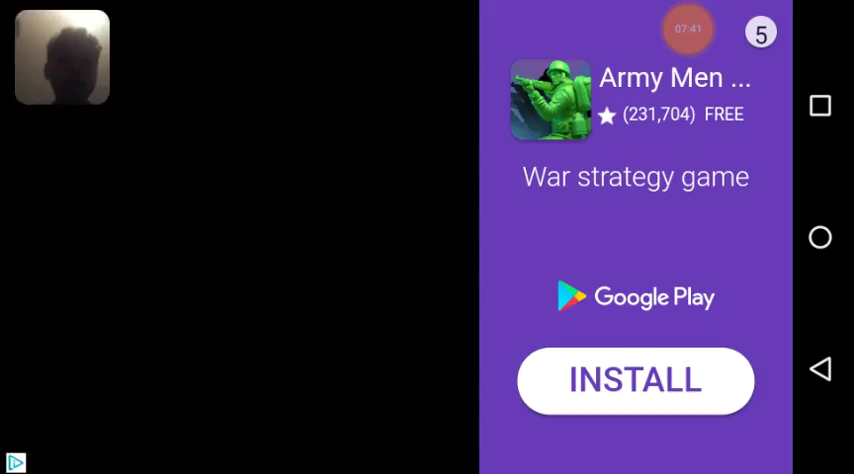 07:41
5
Army Men ...
(231,704) FREE
War strategy game
Google Play
INSTALL